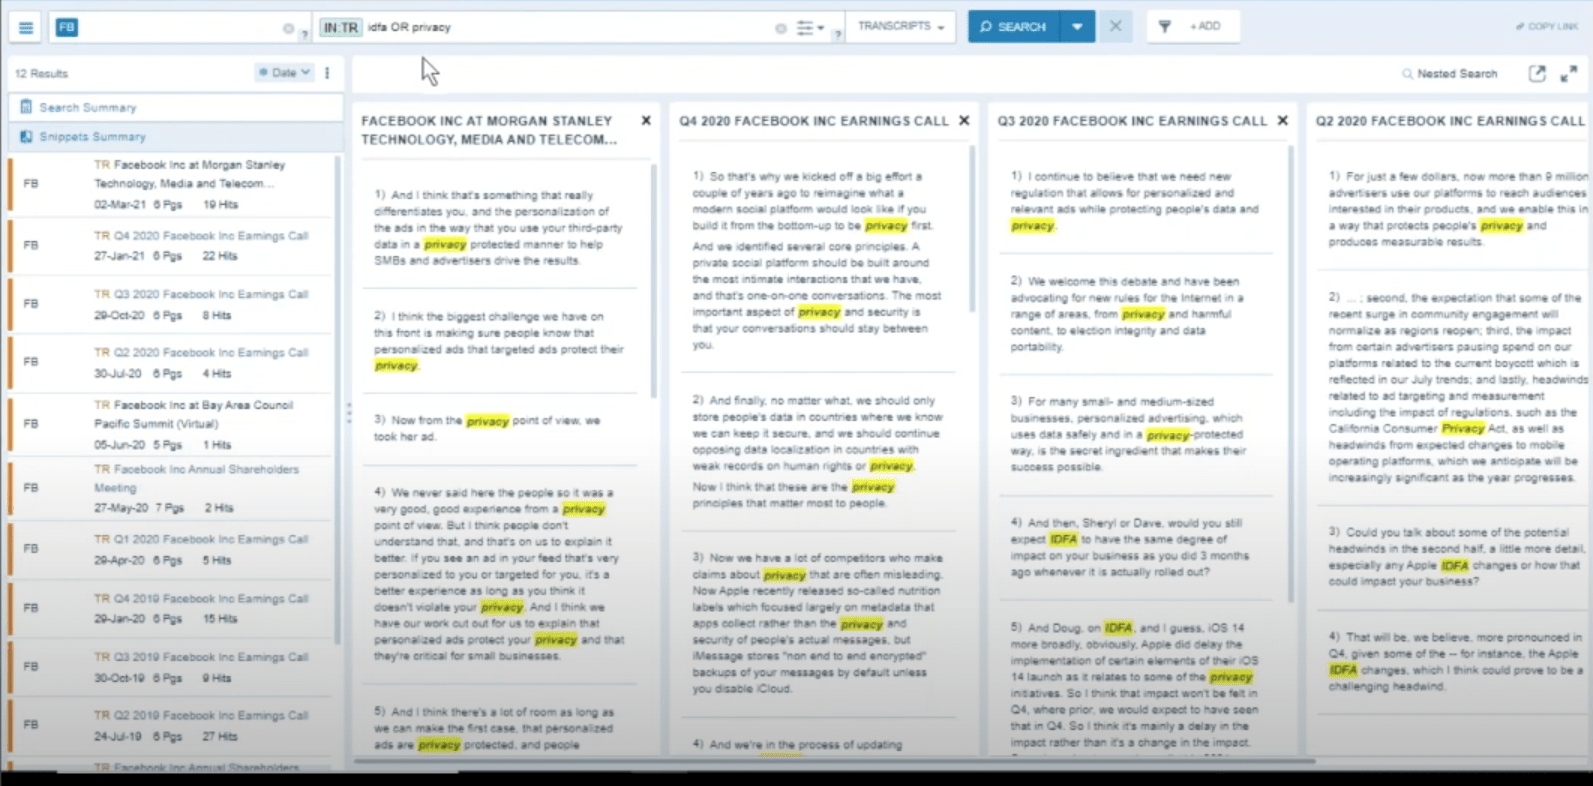 FB
?
IN:TR idfa OR privacy
?
TRANSCRIPTS
SEARCH
+ADD
COPY LINK
12 Results
Date
Nested Search
Search Summary
Snippets Summary
FB
TR Facebook Inc at Morgan Stanley
Technology, Media and Telecom...
02-Mar-21 6 Pgs 19 Hits
FB
TR Q4 2020 Facebook Inc Earnings Call
27-Jan-21 6 Pgs 22 Hits
FB
TR Q3 2020 Facebook Inc Earnings Call
29-Oct-20 6 Pgs 8 Hits
FB
TR Q2 2020 Facebook Inc Earnings Call
30-Jul-20 6 Pgs 4 Hits
FB
TR Facebook Inc at Bay Area Council
Pacific Summit (Virtual)
05-Jun-20 5 Pgs 1 Hits
FB
TR Facebook Inc Annual Shareholders
Meeting
27-May-20 7 Pgs 2 Hits
FB
TR Q1 2020 Facebook Inc Earnings Call
29-Apr-20 6 Pgs 5 Hits
FB
TR Q4 2019 Facebook Inc Earnings Call
29-Jan-20 6 Pgs 15 Hits
FB
TR Q3 2019 Facebook Inc Earnings Call
30-Oct-19 6 Pgs 9 Hits
FB
TR Q2 2019 Facebook Inc Earnings Call
24-Jul-19 6 Pgs 27 Hits
TR Facebook Inc Annual Shareholders
FACEBOOK INC AT MORGAN STANLEY
TECHNOLOGY, MEDIA AND TELECOM...
1) And I think that's something that really
differentiates you, and the personalization of
the ads in the way that you use your third-party
data in a privacy protected manner to help
SMBs and advertisers drive the results.
2) I think the biggest challenge we have on
this front is making sure people know that
personalized ads that targeted ads protect their
privacy.
3) Now from the privacy point of view, we
took her ad.
4) We never said here the people so it was a
very good, good experience from a privacy
point of view. But I think people don't
understand that, and that's on us to explain it
better. If you see an ad in your feed that's very
personalized to you or targeted for you, it's a
better experience as long as you think it
doesn't violate your privacy. And I think we
have our work cut out for us to explain that
personalized ads protect your privacy and that
they're critical for small businesses.
5) And I think there's a lot of room as long as
we can make the first case, that personalized
ads are privacy protected, and people
Q4 2020 FACEBOOK INC EARNINGS CALL
1) So that's why we kicked off a big effort a
couple of years ago to reimagine what a
modern social platform would look like if you
build it from the bottom-up to be privacy first.
And we identified several core principles. A
private social platform should be built around
the most intimate interactions that we have,
and that's one-on-one conversations. The most
important aspect of privacy and security is
that your conversations should stay between
you.
2) And finally, no matter what, we should only
store people's data in countries where we know
we can keep it secure, and we should continue
opposing data localization in countries with
weak records on human rights or privacy.
Now I think that these are the privacy
principles that matter most to people.
3) Now we have a lot of competitors who make
claims about privacy that are often misleading.
Now Apple recently released so-called nutrition
labels which focused largely on metadata that
apps collect rather than the privacy and
security of people's actual messages, but
iMessage stores "non end to end encrypted"
backups of your messages by default unless
you disable iCloud.
4) And we're in the process of updating
Q3 2020 FACEBOOK INC EARNINGS CALL
1) I continue to believe that we need new
regulation that allows for personalized and
relevant ads while protecting people's data and
privacy.
2) We welcome this debate and have been
advocating for new rules for the Internet in a
range of areas, from privacy and harmful
content, to election integrity and data
portability.
3) For many small- and medium-sized
businesses, personalized advertising, which
uses data safely and in a privacy-protected
way, is the secret ingredient that makes their
success possible.
4) And then, Sheryl or Dave, would you still
expect IDFA to have the same degree of
impact on your business as you did 3 months
ago whenever it is actually rolled out?
5) And Doug, on IDFA, and I guess, iOS 14
more broadly, obviously, Apple did delay the
implementation of certain elements of their iOS
14 launch as it relates to some of the privacy
initiatives. So I think that impact won't be felt in
Q4, where prior, we would expect to have seen
that in Q4. So I think it's mainly a delay in the
impact rather than it's a change in the impact.
Q2 2020 FACEBOOK INC EARNINGS CALL
1) For just a few dollars, now more than 9 million
advertisers use our platforms to reach audiences
interested in their products, and we enable this in
a way that protects people's privacy and
produces measurable results.
2) ... ; second, the expectation that some of the
recent surge in community engagement will
normalize as regions reopen; third, the impact
from certain advertisers pausing spend on our
platforms related to the current boycott which is
reflected in our July trends; and lastly, headwinds
related to ad targeting and measurement
including the impact of regulations, such as the
California Consumer Privacy Act, as well as
headwinds from expected changes to mobile
operating platforms, which we anticipate will be
increasingly significant as the year progresses.
3) Could you talk about some of the potential
headwinds in the second half, a little more detail,
especially any Apple IDFA changes or how that
could impact your business?
4) That will be, we believe, more pronounced in
Q4, given some of the -- for instance, the Apple
IDFA changes, which I think could prove to be a
challenging headwind.